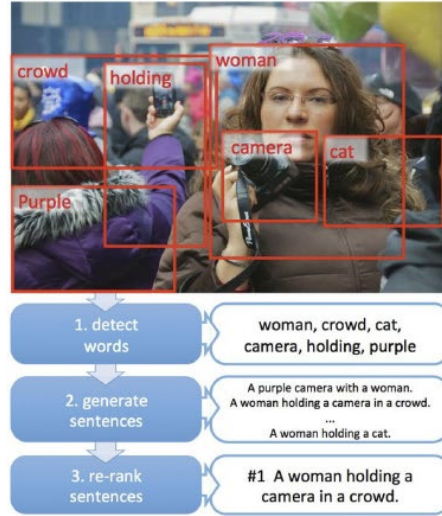 crowd
holding
woman
camera
cat
Purple
1. detect
words
woman, crowd, cat,
camera, holding, purple
2. generate
sentences
A purple camera with a woman.
A woman holding a camera in a crowd.
...
A woman holding a cat.
3. re-rank
sentences
#1 A woman holding a
camera in a crowd.